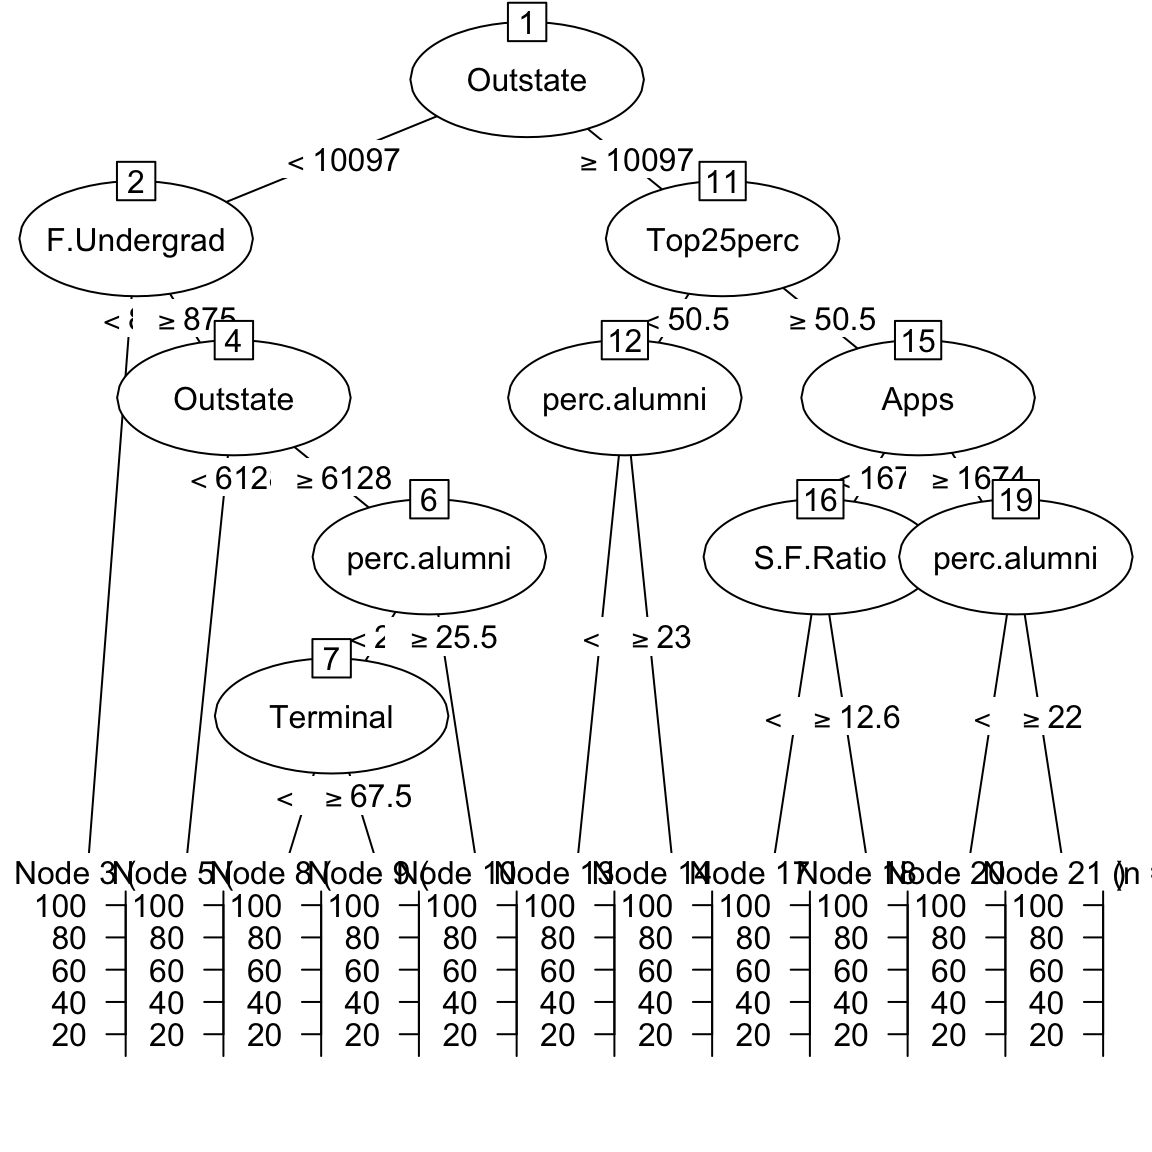 1
Outstate
< 10097
≥ 10097
2
11
F.Undergrad
Top25perc
<
≥ 875
< 50.5
≥ 50.5
4
12
15
Outstate
perc.alumni
Apps
< 612
≥ 6128
< 167
≥ 1674
6
16
19
perc.alumni
S.F.Ratio
perc.alumni
< 2
≥ 25.5
<
≥ 23
7
Terminal
<
≥ 12.6
<
≥ 22
<
≥ 67.5
Node 3 ( Node 5 ( Node 8 ( Node 9 ( Node 10 Node 13 Node 14 Node 17 Node 18 Node 20 Node 21 (n =
100 100 100 100 100 100 100 100 100 100 100
80 80 80 80 80 80 80 80 80 80 80
60 60 60 60 60 60 60 60 60 60 60
40 40 40 40 40 40 40 40 40 40 40
20 20 20 20 20 20 20 20 20 20 20